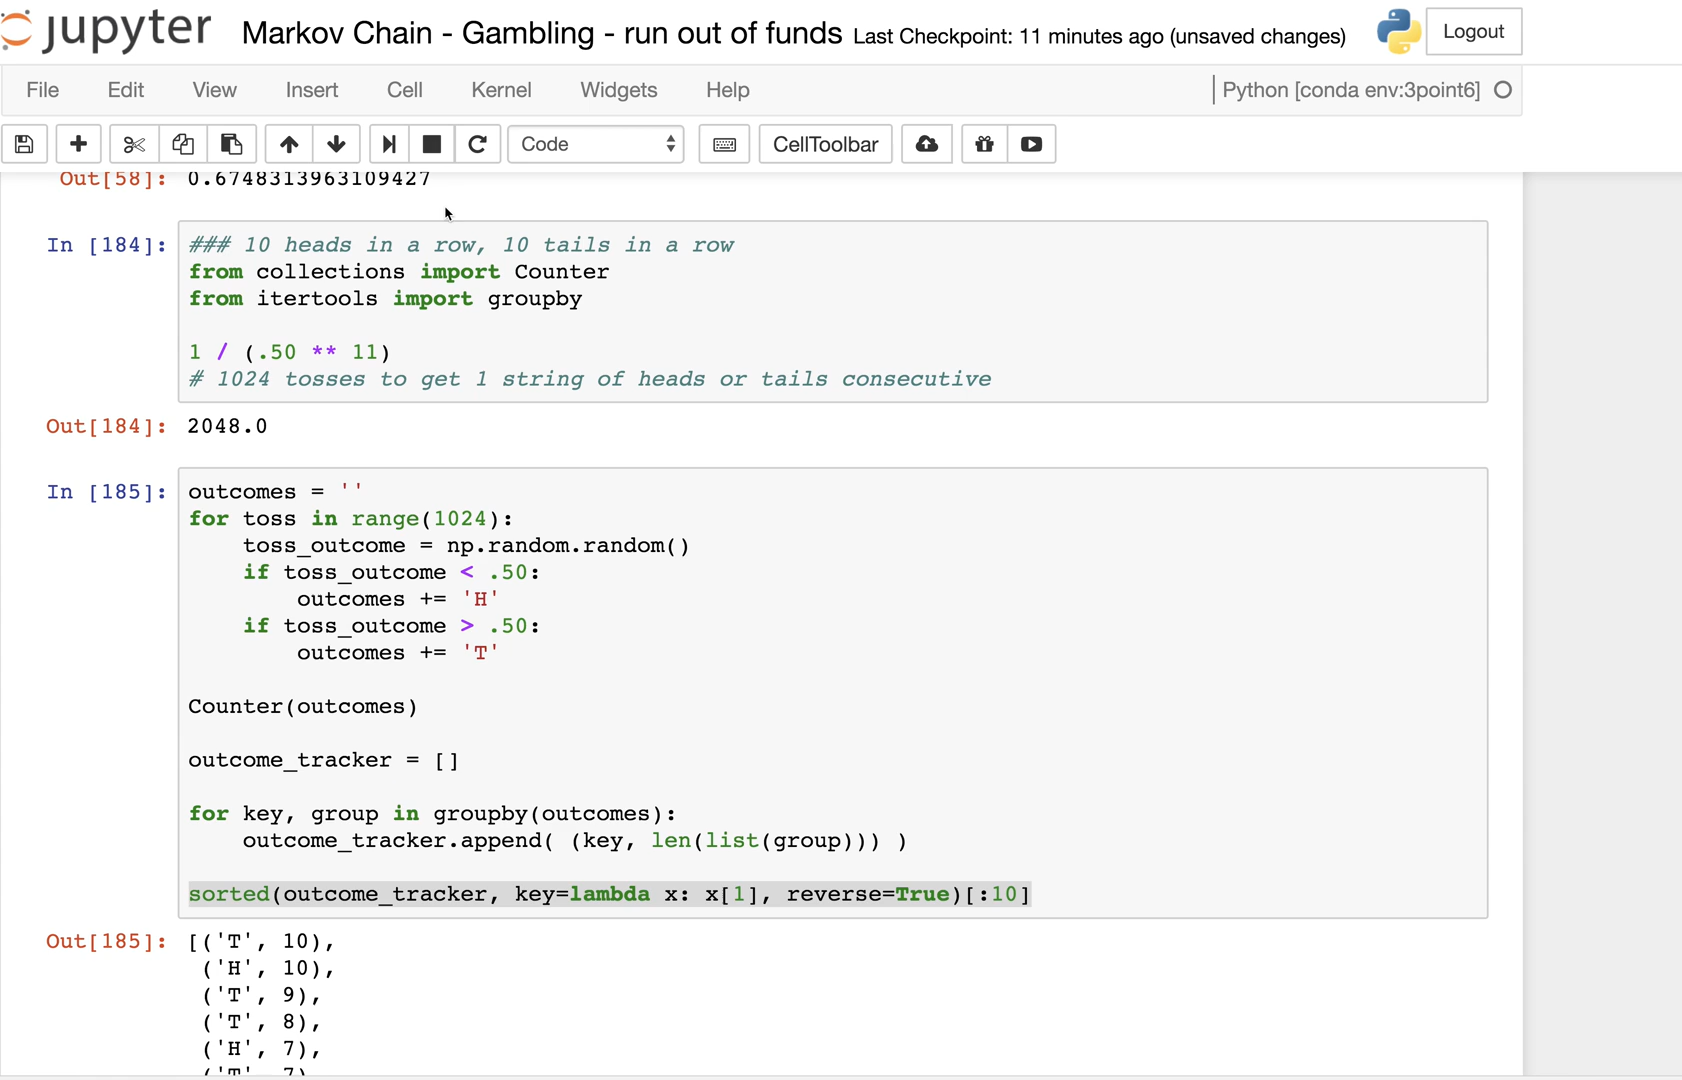 jupyter Markov Chain - Gambling - run out of funds Last Checkpoint: 11 minutes ago (unsaved changes) Logout
File Edit View Insert Cell Kernel Widgets Help Python [conda env:3point6]
Code CellToolbar
Out[58]: 0.6748313963109427
In [184]: ### 10 heads in a row, 10 tails in a row
from collections import Counter
from itertools import groupby
1 / (.50 ** 11)
# 1024 tosses to get 1 string of heads or tails consecutive
Out[184]: 2048.0
In [185]: outcomes = ''
for toss in range(1024):
    toss_outcome = np.random.random()
    if toss_outcome < .50:
        outcomes += 'H'
    if toss_outcome > .50:
        outcomes += 'T'
Counter(outcomes)
outcome_tracker = []
for key, group in groupby(outcomes):
    outcome_tracker.append( (key, len(list(group))) )
sorted(outcome_tracker, key=lambda x: x[1], reverse=True)[:10]
Out[185]: [('T', 10),
('H', 10),
('T', 9),
('T', 8),
('H', 7),
('T', 7),